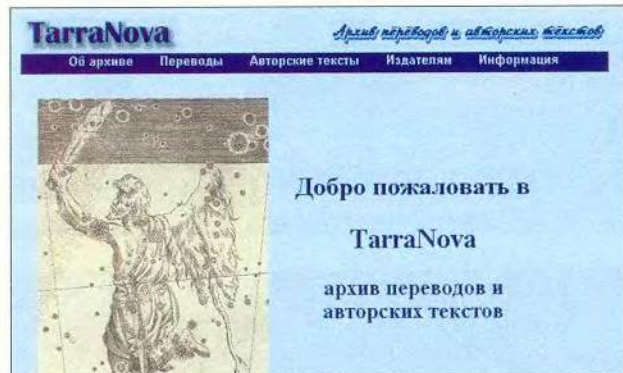 TarraNova
Архив переводов и авторских текстов
Об архиве Переводы Авторские тексты Издателям Информация
Добро пожаловать в
TarraNova
архив переводов и
авторских текстов